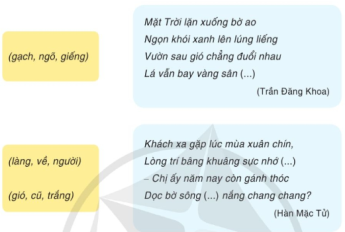 (gạch, ngõ, giếng)
Mặt Trời lặn xuống bờ ao
Ngọn khói xanh lên lúng liếng
Vườn sau gió chẳng đuổi nhau
Lá vẫn bay vàng sân (...)
(Trần Đăng Khoa)
(làng, vẻ, người)
(gió, cũ, trắng)
Khách xa gặp lúc mùa xuân chín,
Lòng trí bâng khuâng sực nhớ (...)
– Chị ấy năm nay còn gánh thóc
Dọc bờ sông (...) nắng chang chang?
(Hàn Mặc Tử)